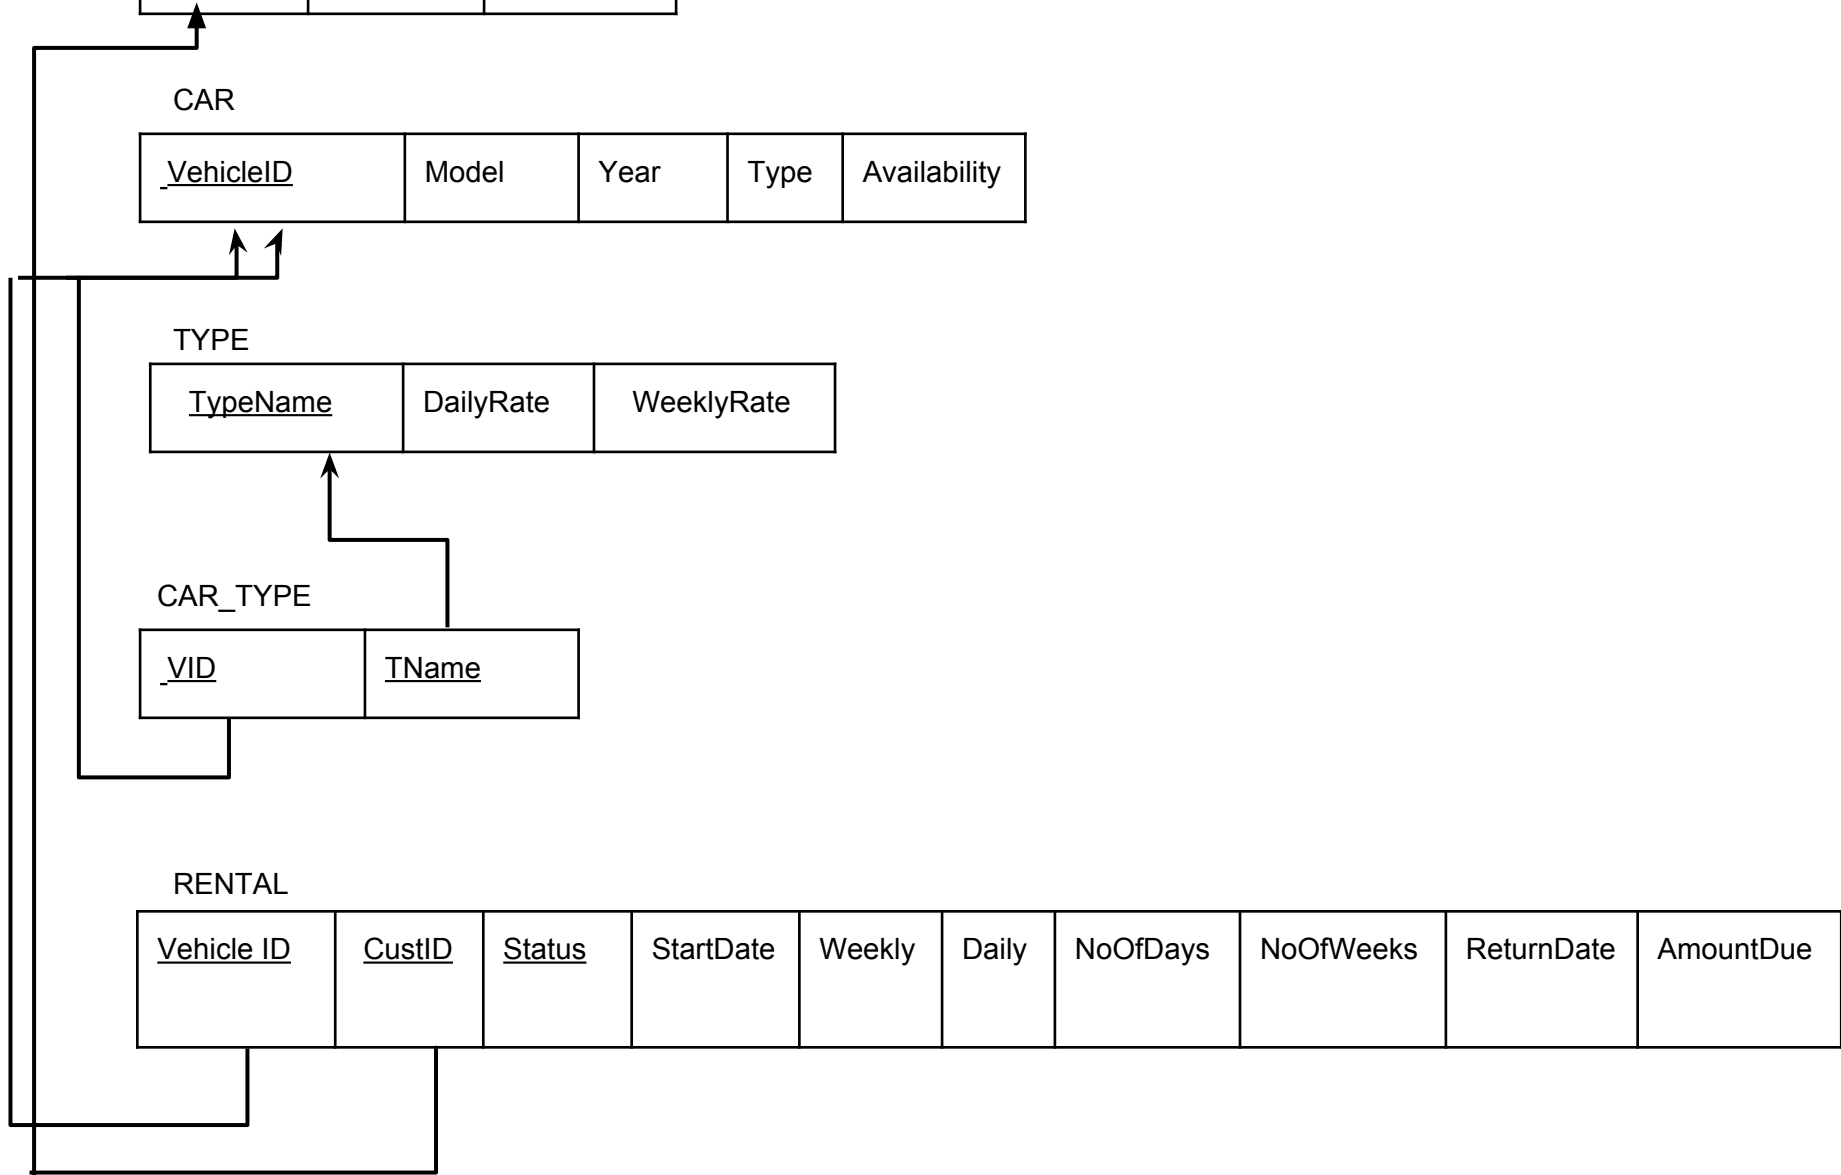 CAR
VehicleID Model Year Type Availability
TYPE
TypeName DailyRate WeeklyRate
CAR_TYPE
VID TName
RENTAL
Vehicle ID CustID Status StartDate Weekly Daily NoOfDays NoOfWeeks ReturnDate AmountDue